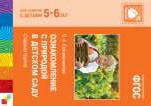 ДЛЯ ЗАНЯТИЙ
С ДЕТЬМИ 5-6 ЛЕТ
О.А. Соломенникова
ОЗНАКОМЛЕНИЕ
С ПРИРОДОЙ
В ДЕТСКОМ САДУ
Старшая группа
ФГОС